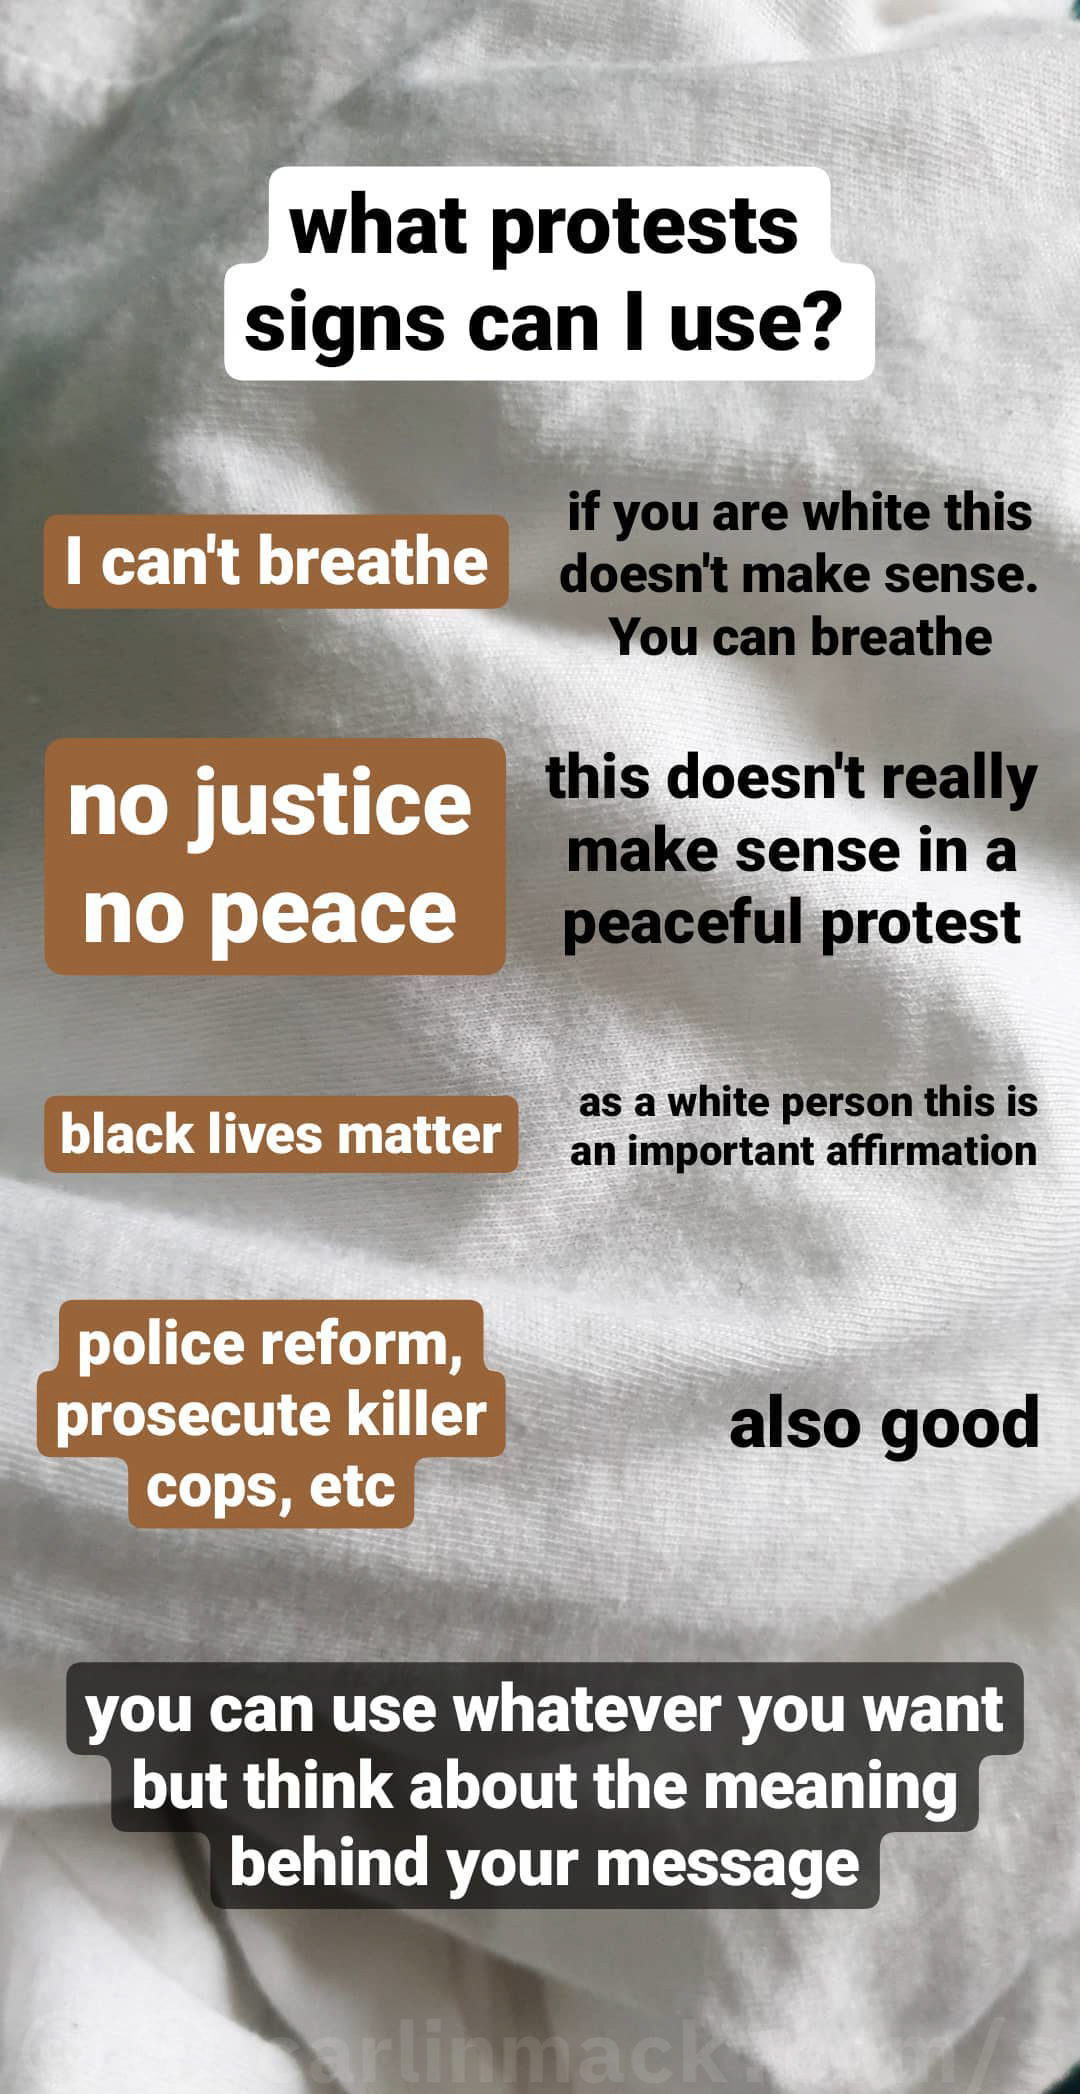 what protests
signs can I use?
I can't breathe
if you are white this
doesn't make sense.
You can breathe
no justice
no peace
this doesn't really
make sense in a
peaceful protest
black lives matter
as a white person this is
an important affirmation
police reform,
prosecute killer
cops, etc
also good
you can use whatever you want
but think about the meaning
behind your message